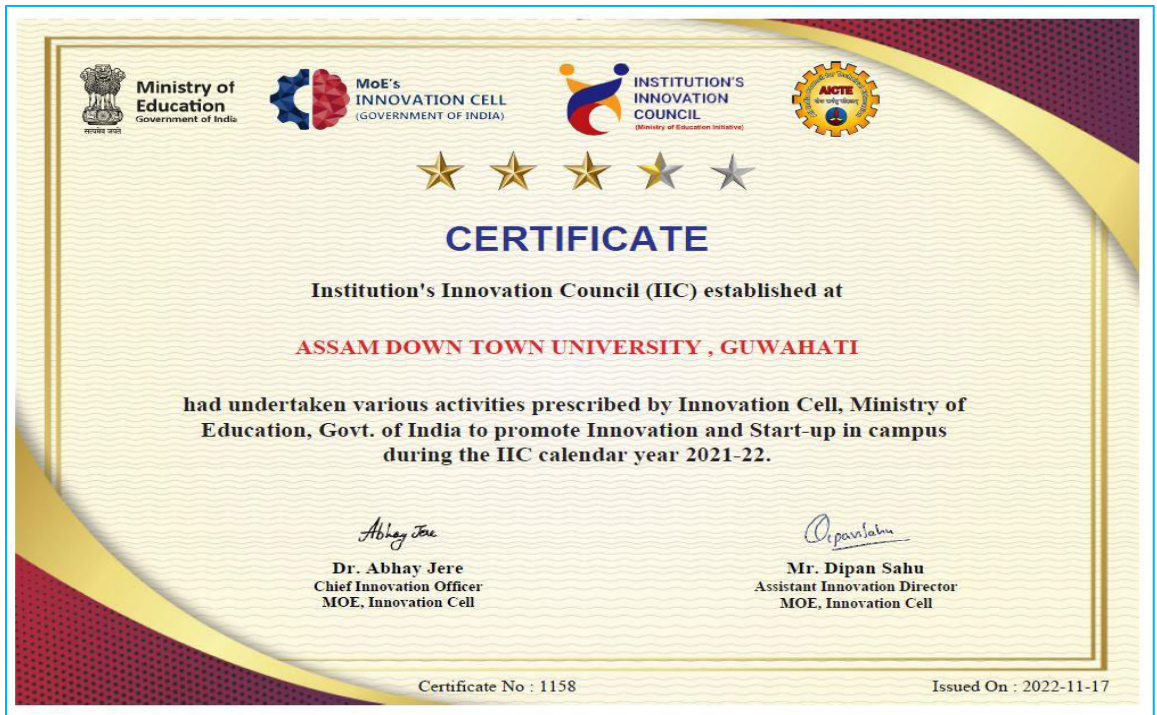 Ministry of
Education
Government of India
सत्यमेव जयते
MoE's
INNOVATION CELL
(GOVERNMENT OF INDIA)
INSTITUTION'S
INNOVATION
COUNCIL
(Ministry of Education Initiative)
AICTE
CERTIFICATE
Institution's Innovation Council (IIC) established at
ASSAM DOWN TOWN UNIVERSITY , GUWAHATI
had undertaken various activities prescribed by Innovation Cell, Ministry of
Education, Govt. of India to promote Innovation and Start-up in campus
during the IIC calendar year 2021-22.
Abhay Jere
Dipansahu
Dr. Abhay Jere
Chief Innovation Officer
MOE, Innovation Cell
Mr. Dipan Sahu
Assistant Innovation Director
MOE, Innovation Cell
Certificate No : 1158
Issued On : 2022-11-17